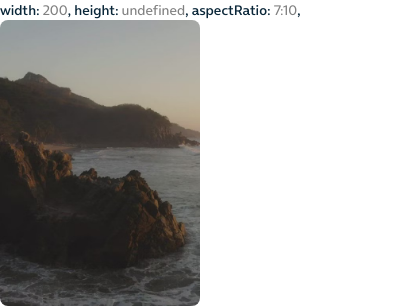 width: 200, height: undefined, aspectRatio: 7:10,